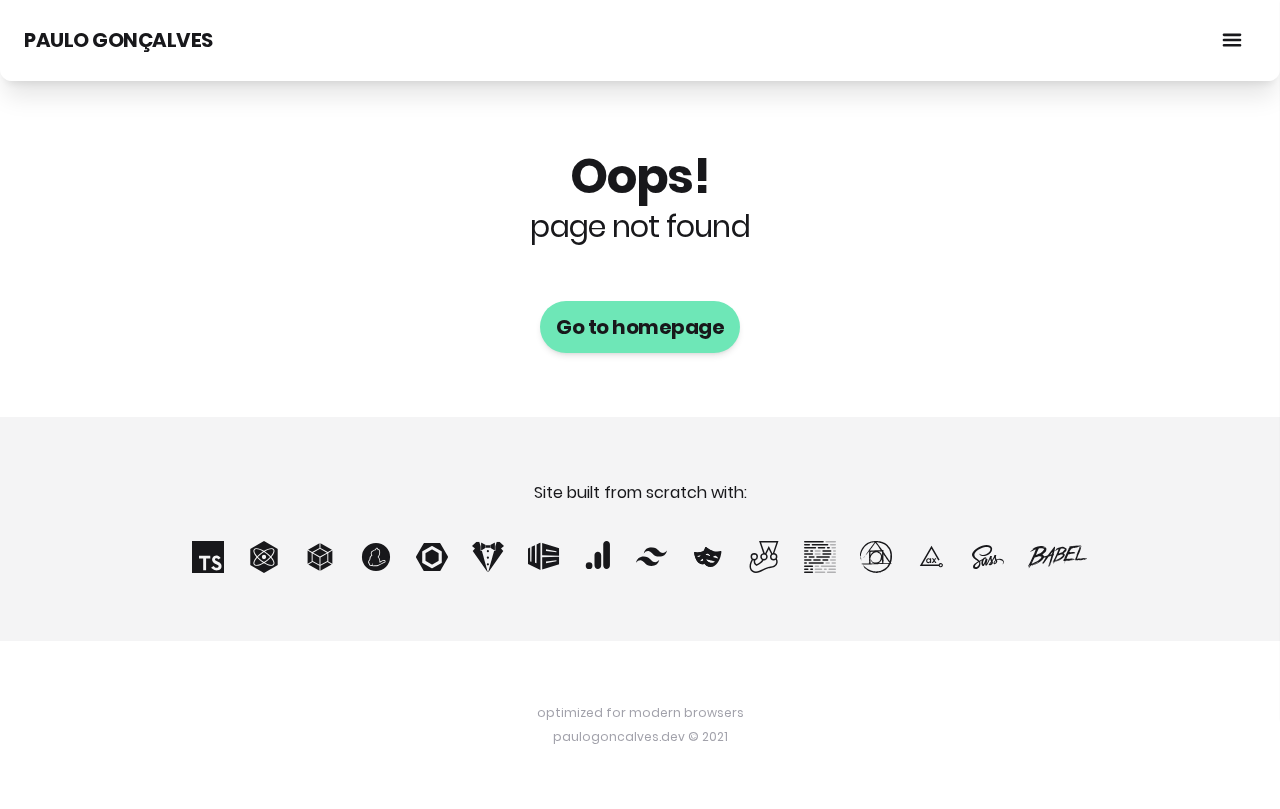 PAULO GONÇALVES
Oops!
page not found
Go to homepage
Site built from scratch with:
TS
ax
Sass
BABEL
optimized for modern browsers
paulogoncalves.dev © 2021